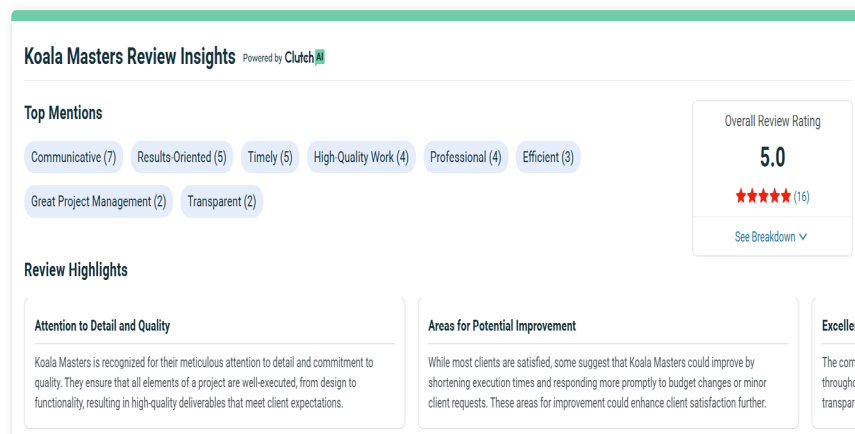 Koala Masters Review Insights Powered by Clutch AI
Top Mentions
Communicative (7) Results-Oriented (5) Timely (5) High-Quality Work (4) Professional (4) Efficient (3)
Great Project Management (2) Transparent (2)
Overall Review Rating
5.0
(16)
See Breakdown
Review Highlights
Attention to Detail and Quality
Koala Masters is recognized for their meticulous attention to detail and commitment to
quality. They ensure that all elements of a project are well-executed, from design to
functionality, resulting in high-quality deliverables that meet client expectations.
Areas for Potential Improvement
While most clients are satisfied, some suggest that Koala Masters could improve by
shortening execution times and responding more promptly to budget changes or minor
client requests. These areas for improvement could enhance client satisfaction further.
The